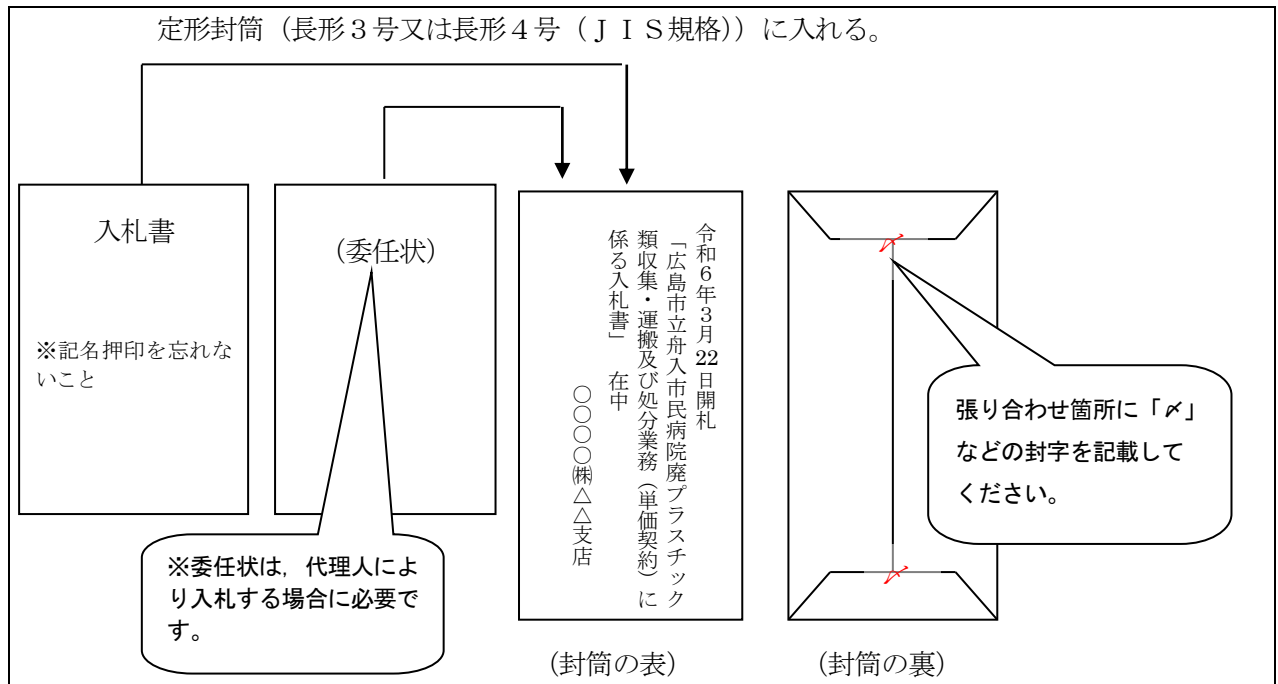 定形封筒（長形３号又は長形４号（ＪＩＳ規格））に入れる。
入札書
※記名押印を忘れな
いこと
（委任状）
※委任状は，代理人によ
り入札する場合に必要で
す。
令和６年３月22日開札
「広島市立舟入市民病院廃プラスチック
類収集・運搬及び処分業務（単価契約）に
係る入札書」　在中
○○○○㈱△△支店
（封筒の表）
〆
〆
張り合わせ箇所に「〆」
などの封字を記載して
ください。
（封筒の裏）